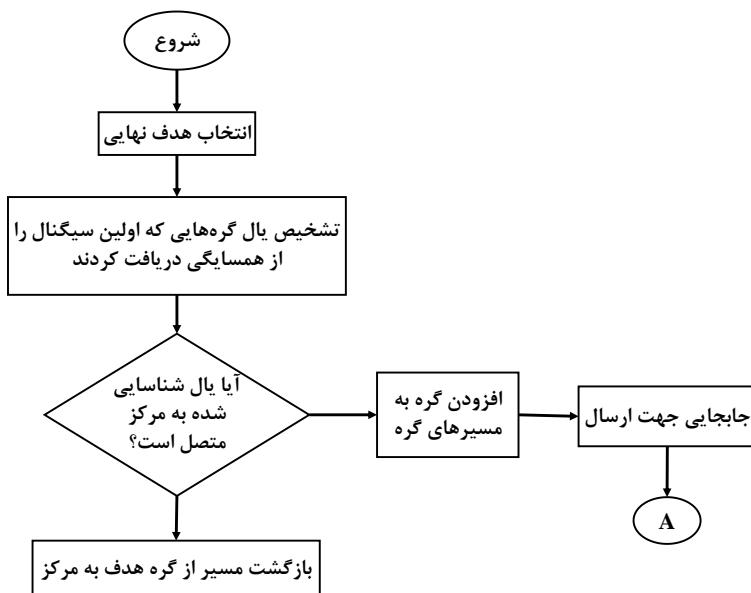 شروع
انتخاب هدف نهایی
تشخیص یال گره‌هایی که اولین سیگنال را
از همسایگی دریافت کردند
آیا یال شناسایی
شده به مرکز
متصل است؟
افزودن گره به
مسیرهای گره
جابجایی جهت ارسال
A
بازگشت مسیر از گره هدف به مرکز